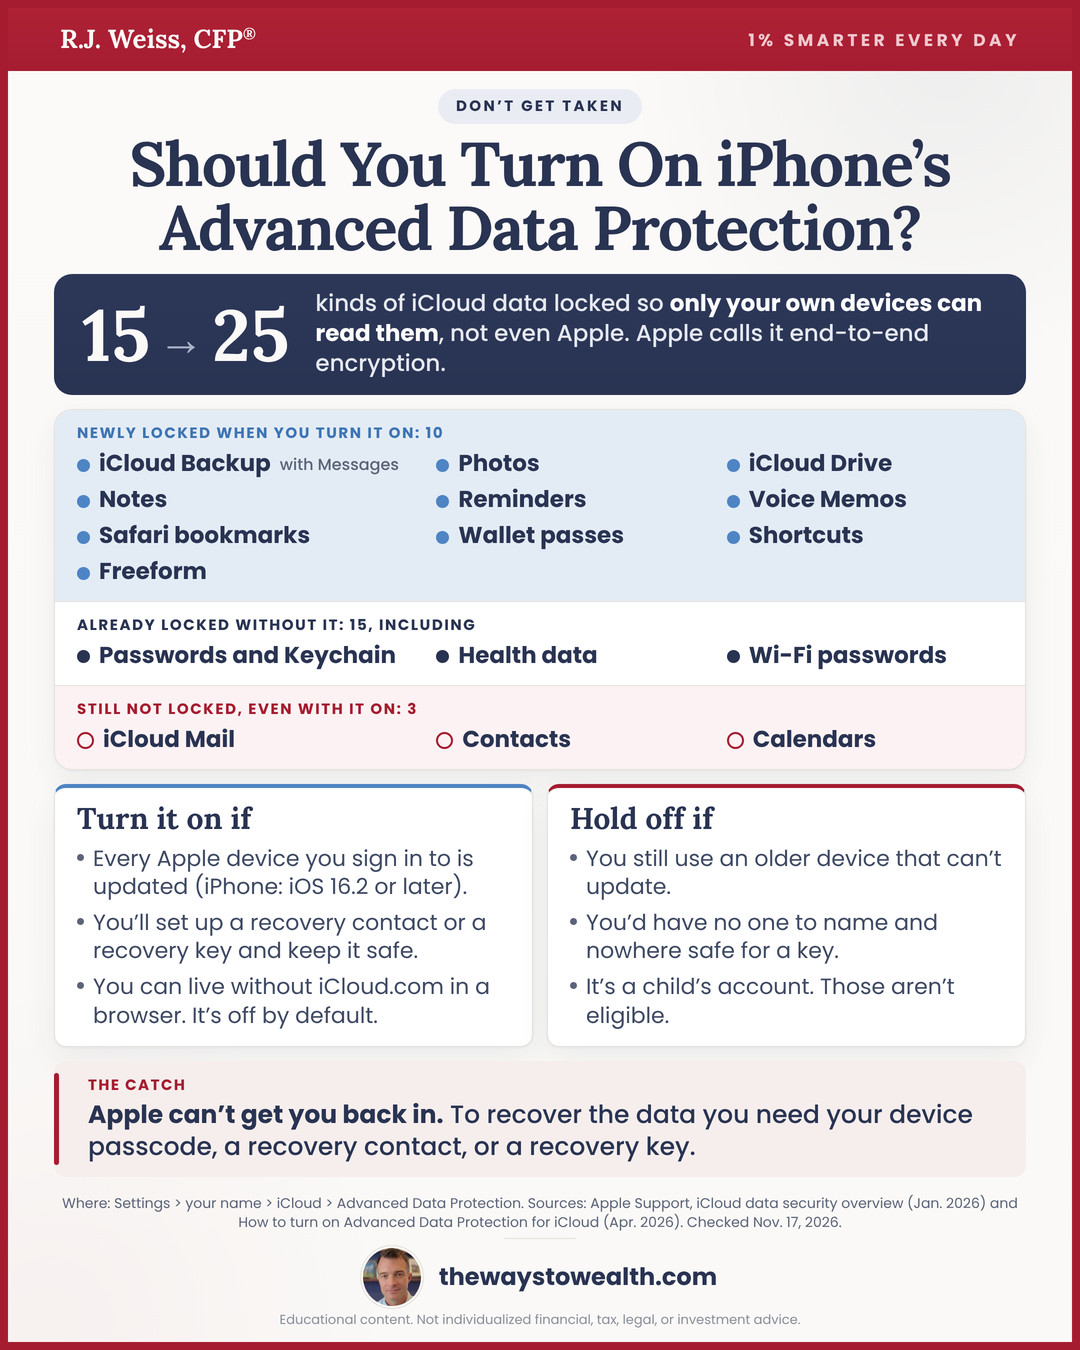 R.J. Weiss, CFP®
1% SMARTER EVERY DAY
DON’T GET TAKEN
Should You Turn On iPhone’s
Advanced Data Protection?
15 → 25
kinds of iCloud data locked so only your own devices can
read them, not even Apple. Apple calls it end-to-end
encryption.
NEWLY LOCKED WHEN YOU TURN IT ON: 10
iCloud Backup with Messages
Photos
iCloud Drive
Notes
Reminders
Voice Memos
Safari bookmarks
Wallet passes
Shortcuts
Freeform
ALREADY LOCKED WITHOUT IT: 15, INCLUDING
Passwords and Keychain
Health data
Wi-Fi passwords
STILL NOT LOCKED, EVEN WITH IT ON: 3
iCloud Mail
Contacts
Calendars
Turn it on if
• Every Apple device you sign in to is
updated (iPhone: iOS 16.2 or later).
• You’ll set up a recovery contact or a
recovery key and keep it safe.
• You can live without iCloud.com in a
browser. It’s off by default.
Hold off if
• You still use an older device that can’t
update.
• You’d have no one to name and
nowhere safe for a key.
• It’s a child’s account. Those aren’t
eligible.
THE CATCH
Apple can’t get you back in. To recover the data you need your device
passcode, a recovery contact, or a recovery key.
Where: Settings > your name > iCloud > Advanced Data Protection. Sources: Apple Support, iCloud data security overview (Jan. 2026) and
How to turn on Advanced Data Protection for iCloud (Apr. 2026). Checked Nov. 17, 2026.
thewaystowealth.com
Educational content. Not individualized financial, tax, legal, or investment advice.